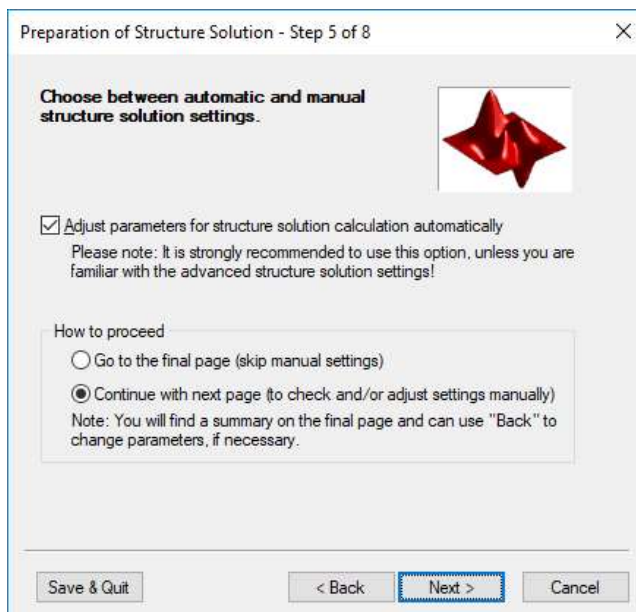 Preparation of Structure Solution - Step 5 of 8
Choose between automatic and manual
structure solution settings.
Adjust parameters for structure solution calculation automatically
Please note: It is strongly recommended to use this option, unless you are
familiar with the advanced structure solution settings!
How to proceed
Go to the final page (skip manual settings)
Continue with next page (to check and/or adjust settings manually)
Note: You will find a summary on the final page and can use "Back" to
change parameters, if necessary.
Save & Quit
< Back
Next >
Cancel